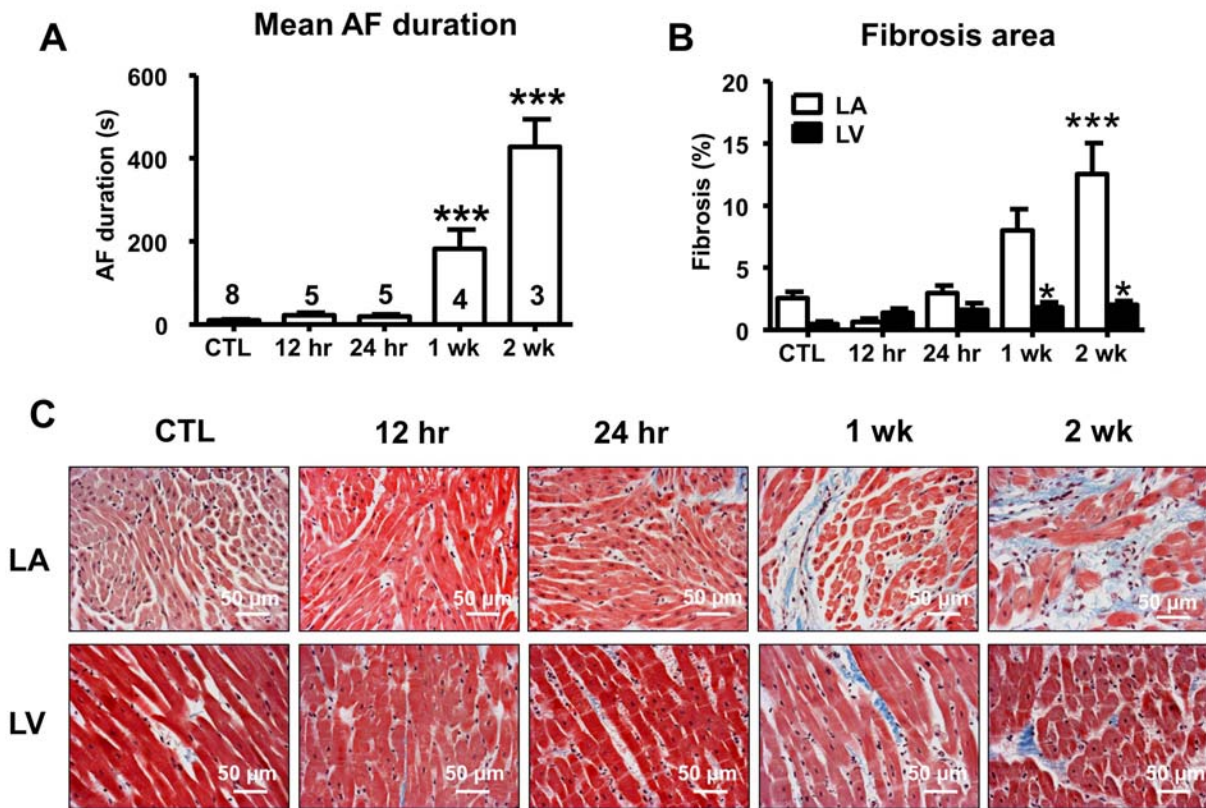 A
Mean AF duration
AF duration (s)
600
400
200
0
8
5
5
***
4
***
3
CTL
12 hr
24 hr
1 wk
2 wk
B
Fibrosis area
Fibrosis (%)
20
15
10
5
0
LA
LV
*
***
*
CTL
12 hr
24 hr
1 wk
2 wk
C
CTL
12 hr
24 hr
1 wk
2 wk
LA
50 µm
50 µm
50 µm
50 µm
50 µm
LV
50 µm
50 µm
50 µm
50 µm
50 µm